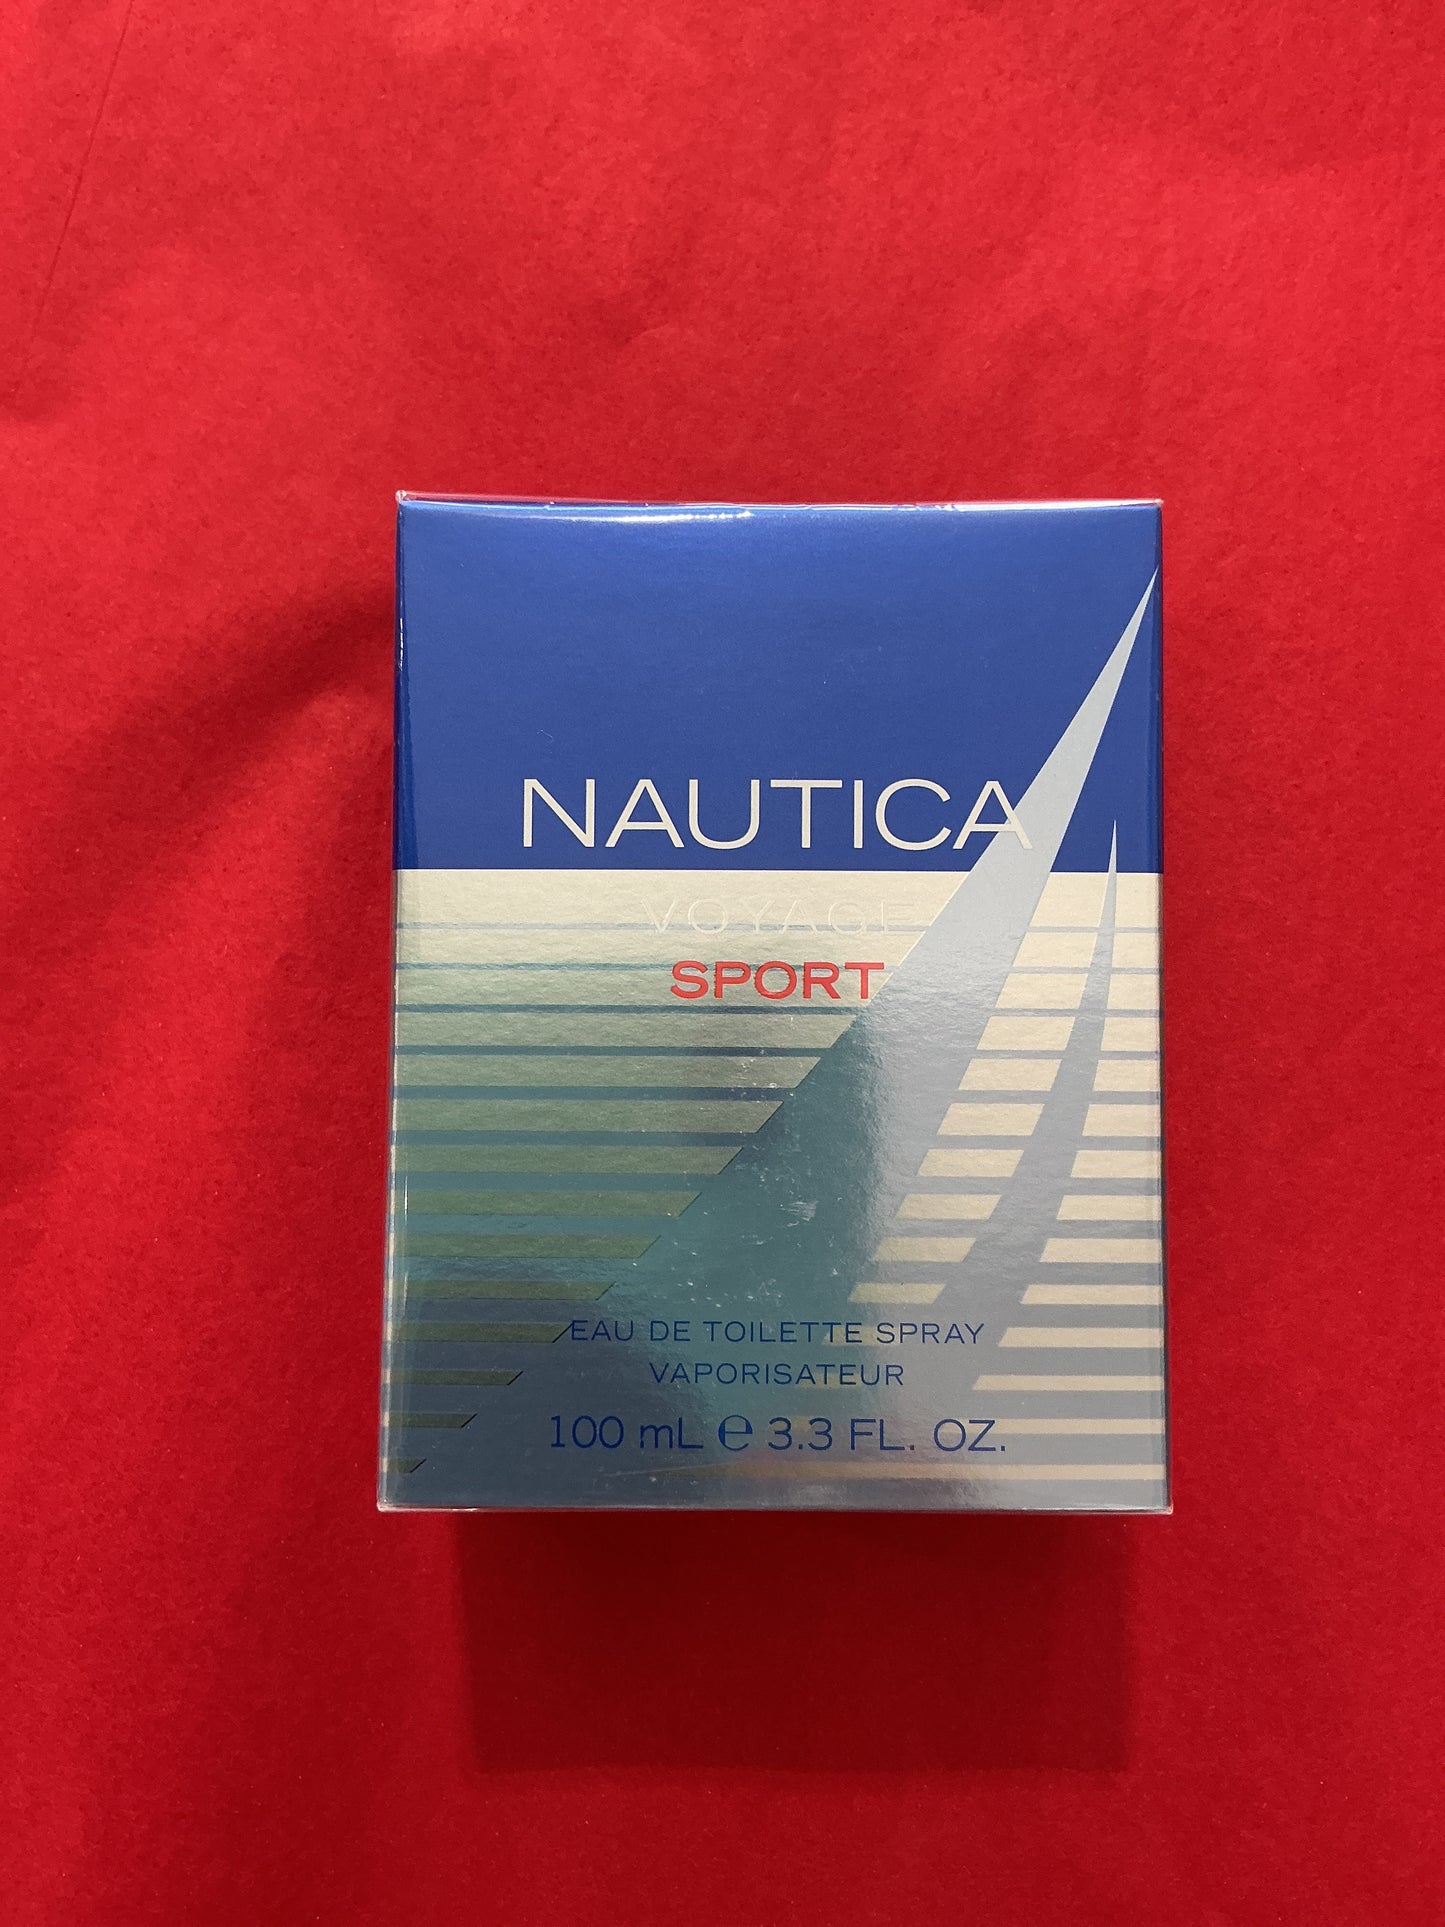 NAUTICA
VOYAGE
SPORT
EAU DE TOILETTE SPRAY
VAPORISATEUR
100 mL ℮ 3.3 FL. OZ.